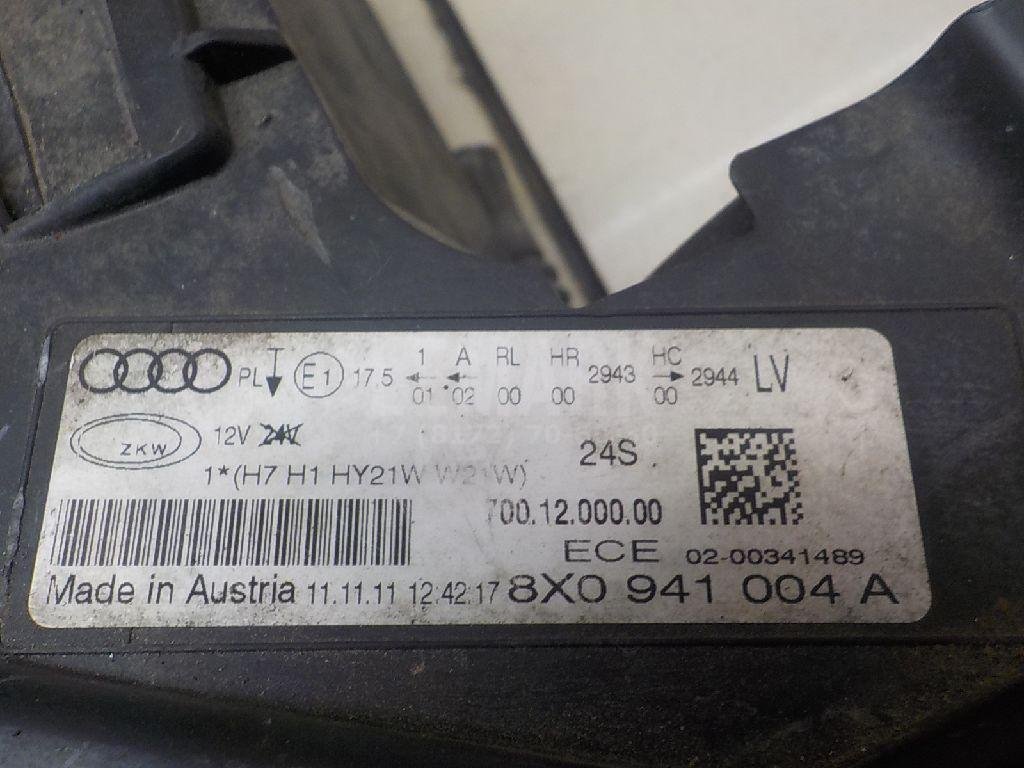 PL E1 17.5 1 A RL HR 2943 HC 2944 LV
01 02 00 00 00
ZKW 12V 24V 24S
1*(H7 H1 HY21W W21W)
700.12.000.00
ECE 02-00341489
Made in Austria 11.11.11 12.42.17 8X0 941 004 A